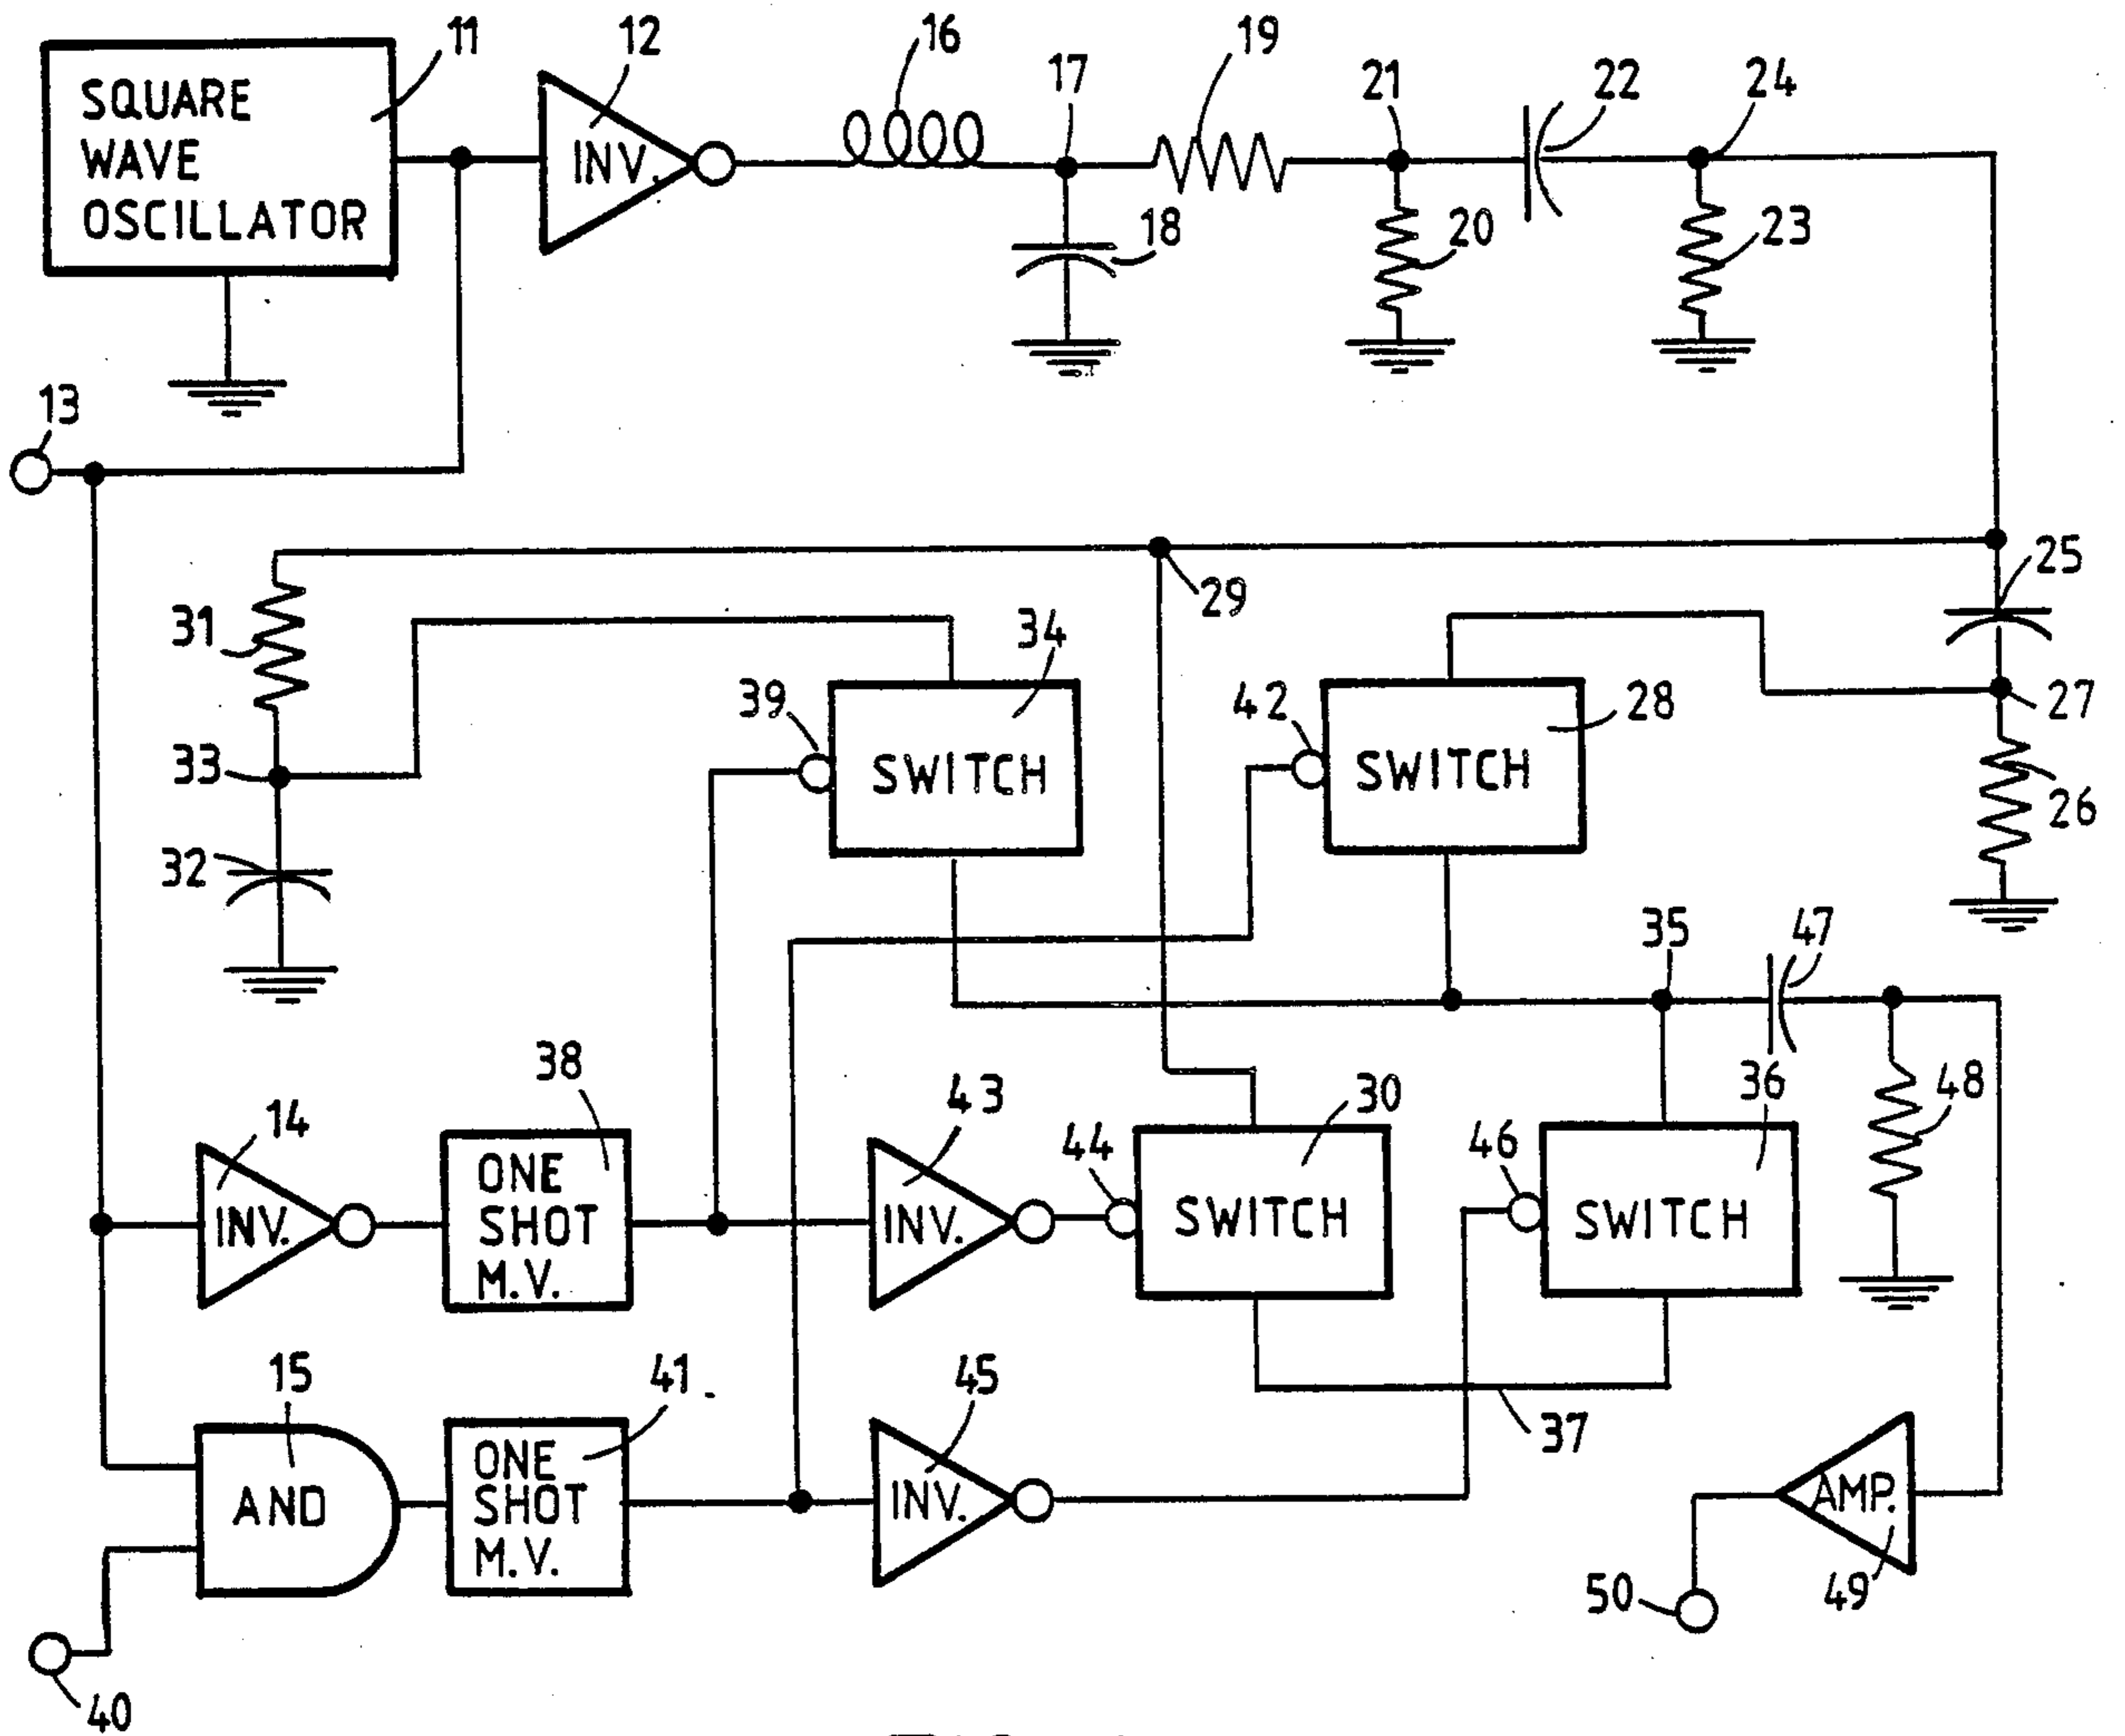 11
12
16
17
19
21
22
24
SQUARE
WAVE
OSCILLATOR
INV.
18
20
23
13
25
31
29
34
39
42
28
27
33
SWITCH
SWITCH
26
32
35
47
38
43
30
36
48
14
44
46
ONE
SHOT
M.V.
INV.
INV.
SWITCH
SWITCH
15
41
45
37
ONE
SHOT
M.V.
AND
INV.
AMP.
50
49
40